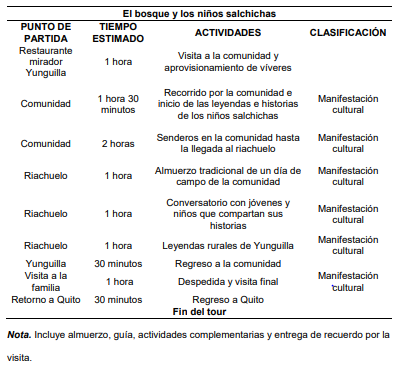 El bosque y los niños salchichas
PUNTO DE PARTIDA TIEMPO ESTIMADO ACTIVIDADES CLASIFICACIÓN
Restaurante mirador Yunguilla 1 hora Visita a la comunidad y aprovisionamiento de víveres
Comunidad 1 hora 30 minutos Recorrido por la comunidad e inicio de las leyendas e historias de los niños salchichas Manifestación cultural
Comunidad 2 horas Senderos en la comunidad hasta la llegada al riachuelo Manifestación cultural
Riachuelo 1 hora Almuerzo tradicional de un día de campo de la comunidad Manifestación cultural
Riachuelo 1 hora Conversatorio con jóvenes y niños que compartan sus historias Manifestación cultural
Riachuelo 1 hora Leyendas rurales de Yunguilla Manifestación cultural
Yunguilla 30 minutos Regreso a la comunidad
Visita a la familia 1 hora Despedida y visita final Manifestación cultural
Retorno a Quito 30 minutos Regreso a Quito
Fin del tour
Nota. Incluye almuerzo, guía, actividades complementarias y entrega de recuerdo por la
visita.